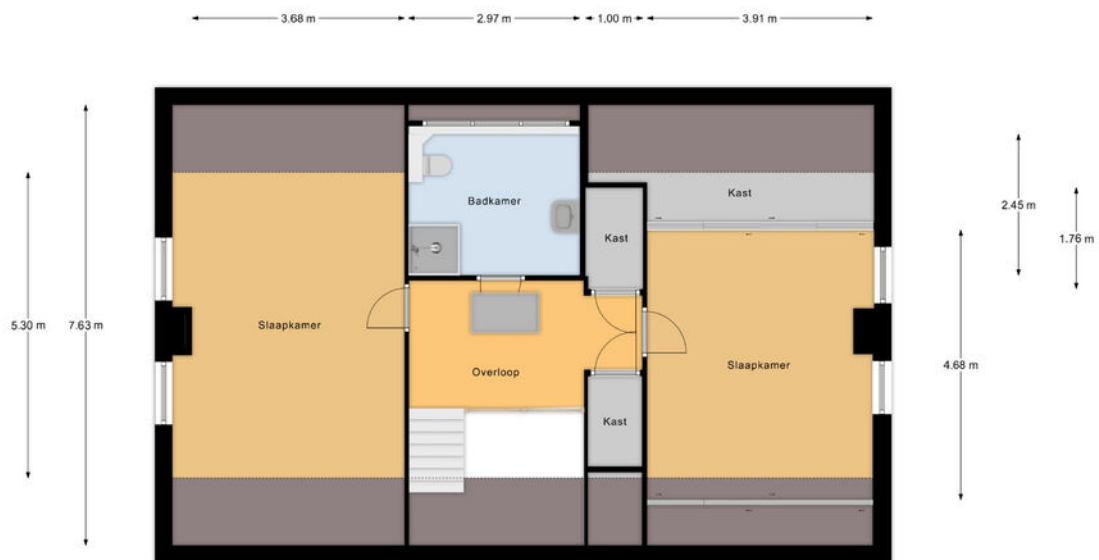 3.68 m
2.97 m
1.00 m
3.91 m
Badkamer
Kast
2.45 m
1.76 m
Kast
5.30 m
7.63 m
Slaapkamer
Overloop
Slaapkamer
4.68 m
Kast